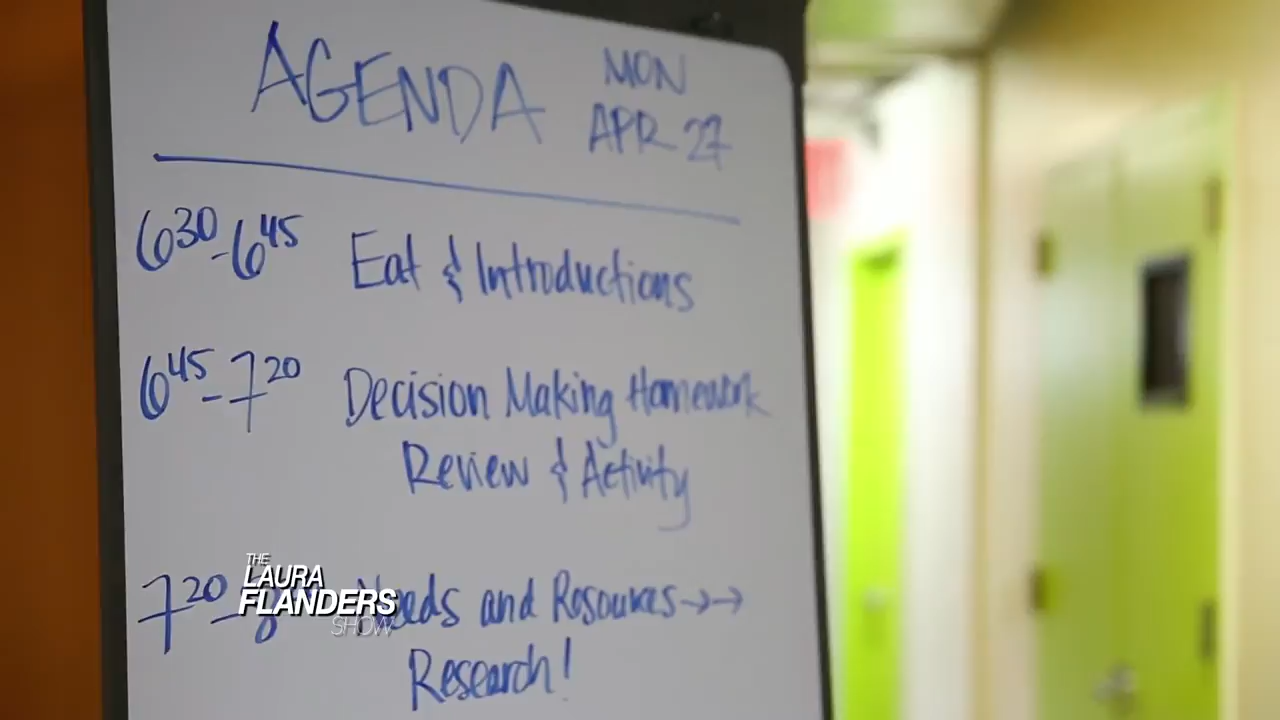 AGENDA
MON
APR 27
6³⁰-6⁴⁵ Eat & Introductions
6⁴⁵-7²⁰ Decision Making Homework
Review & Activity
7²⁰-8 Needs and Resources→→
Research!
THE
LAURA
FLANDERS
SHOW